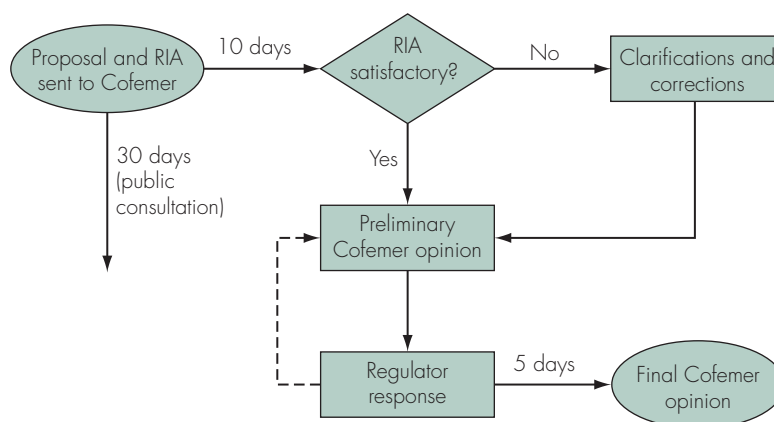 Proposal and RIA
sent to Cofemer
10 days
RIA
satisfactory?
No
Clarifications and
corrections
30 days
(public
consultation)
Yes
Preliminary
Cofemer opinion
Regulator
response
5 days
Final Cofemer
opinion